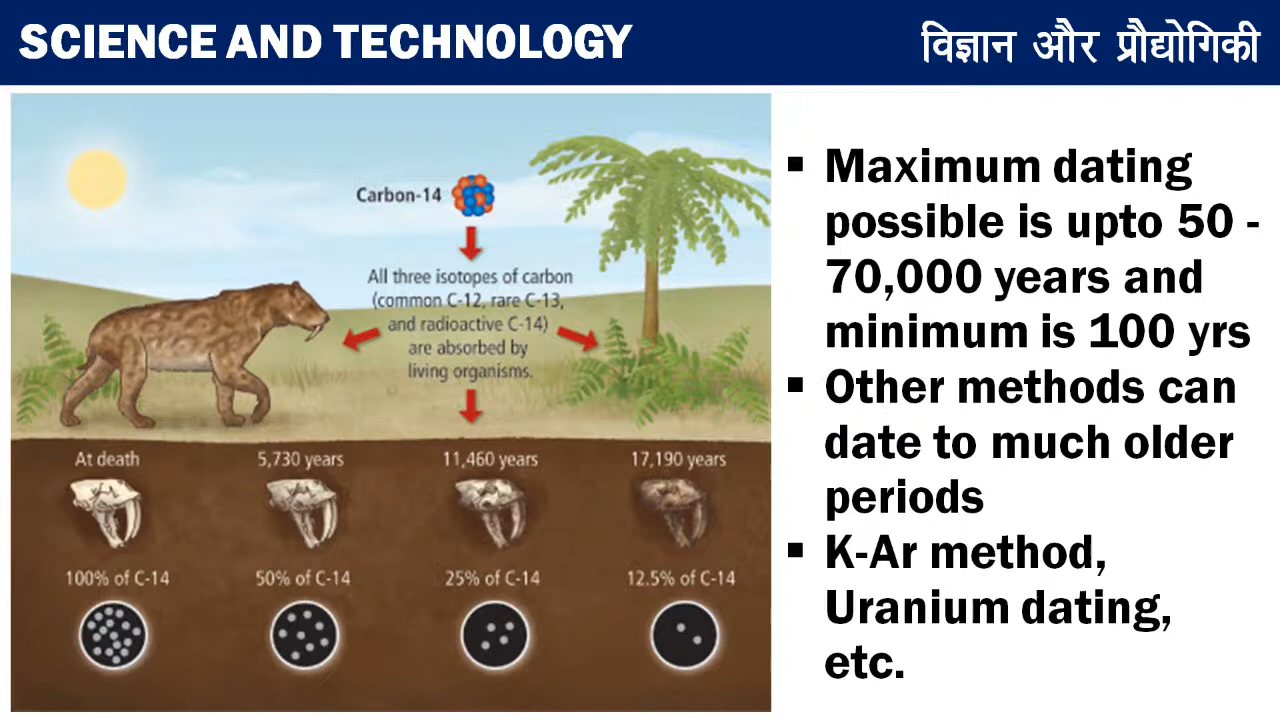 SCIENCE AND TECHNOLOGY
विज्ञान और प्रौद्योगिकी
Carbon-14
All three isotopes of carbon
(common C-12, rare C-13,
and radioactive C-14)
are absorbed by
living organisms.
At death
5,730 years
11,460 years
17,190 years
100% of C-14
50% of C-14
25% of C-14
12.5% of C-14
▪ Maximum dating
possible is upto 50 -
70,000 years and
minimum is 100 yrs
▪ Other methods can
date to much older
periods
▪ K-Ar method,
Uranium dating,
etc.